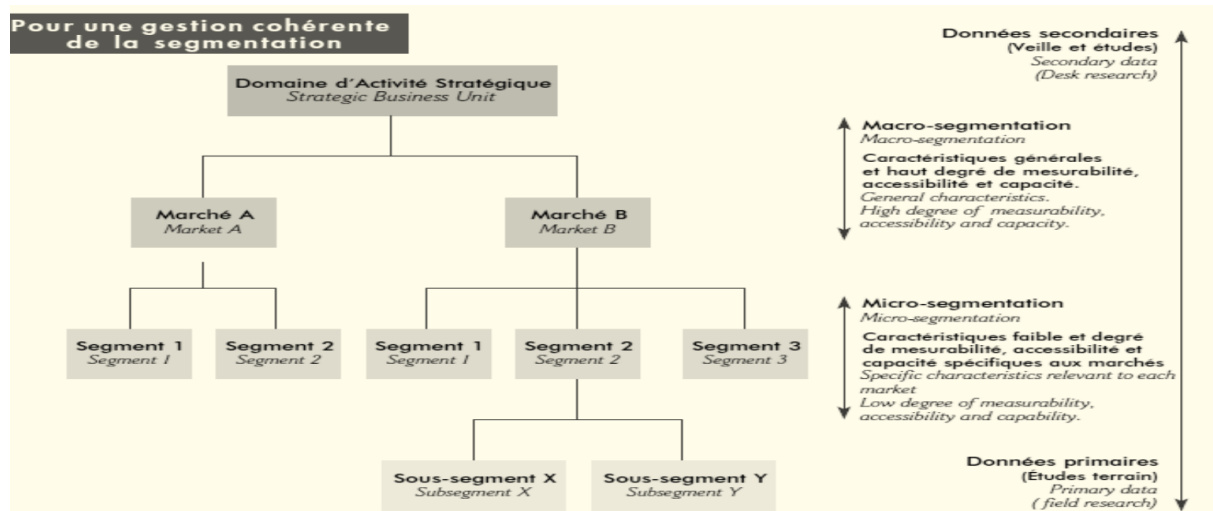 Pour une gestion cohérente
de la segmentation
Domaine d'Activité Stratégique
Strategic Business Unit
Marché A
Market A
Marché B
Market B
Segment 1
Segment 1
Segment 2
Segment 2
Segment 1
Segment 1
Segment 2
Segment 2
Segment 3
Segment 3
Sous-segment X
Subsegment X
Sous-segment Y
Subsegment Y
Données secondaires
(Veille et études)
Secondary data
(Desk research)
Macro-segmentation
Macro-segmentation
Caractéristiques générales
et haut degré de mesurabilité,
accessibilité et capacité.
General characteristics.
High degree of measurability,
accessibility and capacity.
Micro-segmentation
Micro-segmentation
Caractéristiques faible et degré
de mesurabilité, accessibilité et
capacité spécifiques aux marchés
Specific characteristics relevant to each
market
Low degree of measurability,
accessibility and capability.
Données primaires
(Études terrain)
Primary data
( field research)